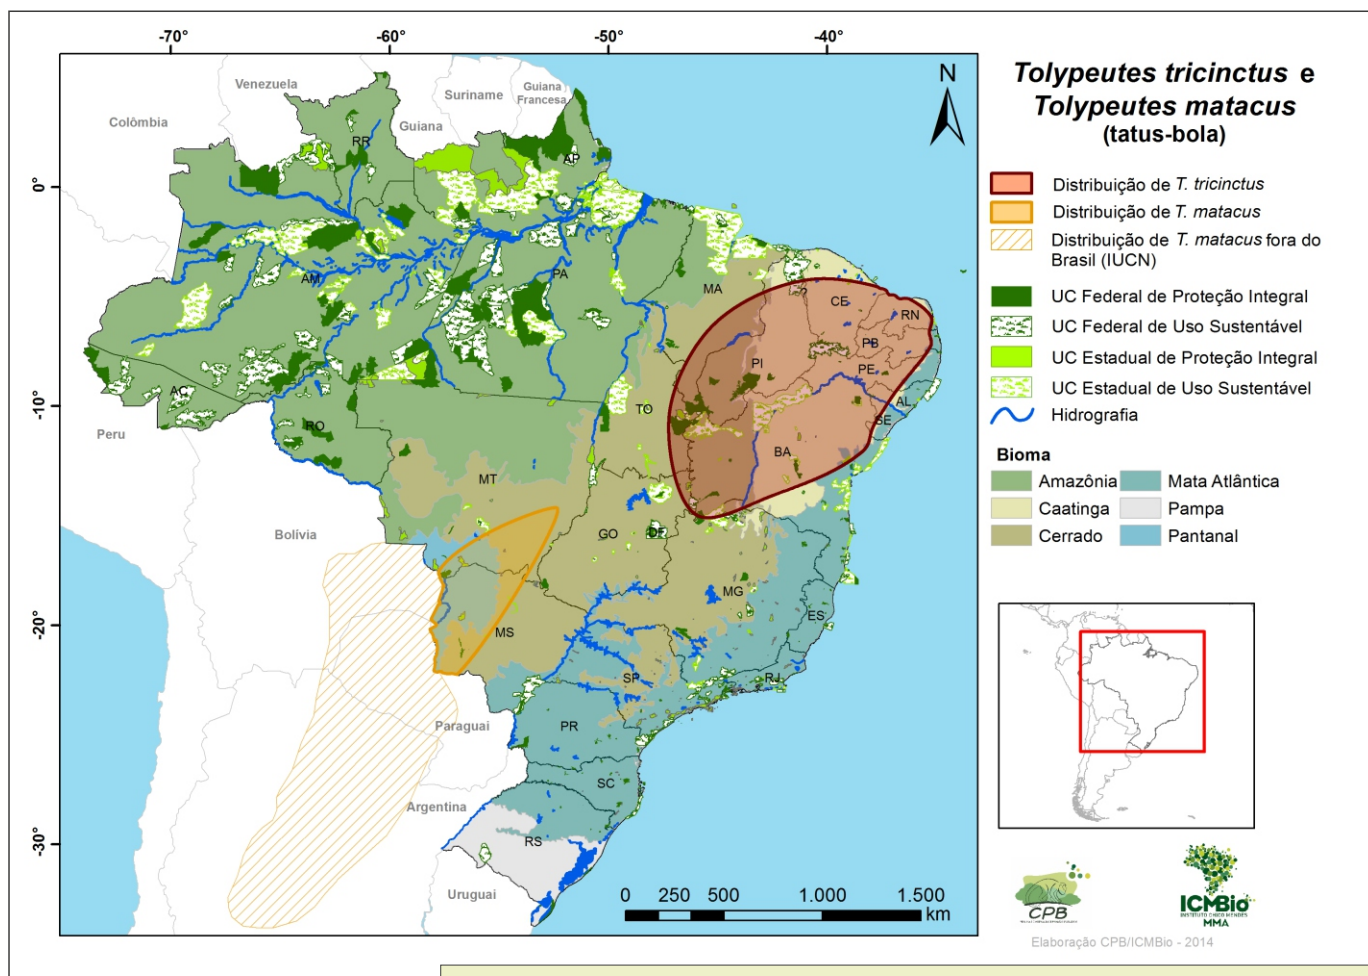 -70°
-60°
-50°
-40°
0°
-10°
-20°
-30°
Venezuela
Colômbia
Suriname
Guiana
Francesa
Guiana
Peru
Bolívia
Paraguai
Argentina
Uruguai
RR
AP
AM
PA
MA
CE
RN
PB
PE
PI
AL
SE
AC
RO
TO
BA
MT
GO
DF
MG
ES
MS
SP
RJ
PR
SC
RS
N
0 250 500 1.000 1.500
km
Tolypeutes tricinctus e
Tolypeutes matacus
(tatus-bola)
Distribuição de T. tricinctus
Distribuição de T. matacus
Distribuição de T. matacus fora do
Brasil (IUCN)
UC Federal de Proteção Integral
UC Federal de Uso Sustentável
UC Estadual de Proteção Integral
UC Estadual de Uso Sustentável
Hidrografia
Bioma
Amazônia
Mata Atlântica
Caatinga
Pampa
Cerrado
Pantanal
CPB
ICMBio
INSTITUTO CHICO MENDES
MMA
Elaboração CPB/ICMBio - 2014